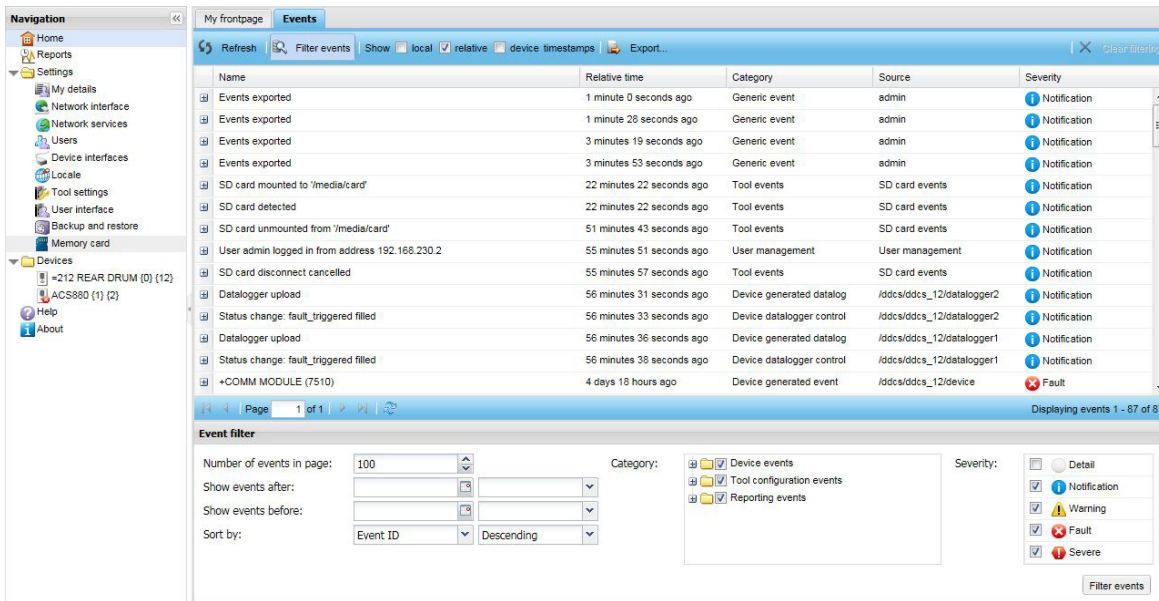 Navigation
Home
Reports
Settings
My details
Network interface
Network services
Users
Device interfaces
Locale
Tool settings
User interface
Backup and restore
Memory card
Devices
=212 REAR DRUM {0} {12}
ACS880 {1} {2}
Help
About
My frontpage Events
Refresh Filter events Show local relative device timestamps Export... Clear filtering
Name Relative time Category Source Severity
Events exported 1 minute 0 seconds ago Generic event admin Notification
Events exported 1 minute 28 seconds ago Generic event admin Notification
Events exported 3 minutes 19 seconds ago Generic event admin Notification
Events exported 3 minutes 53 seconds ago Generic event admin Notification
SD card mounted to '/media/card' 22 minutes 22 seconds ago Tool events SD card events Notification
SD card detected 22 minutes 22 seconds ago Tool events SD card events Notification
SD card unmounted from '/media/card' 51 minutes 43 seconds ago Tool events SD card events Notification
User admin logged in from address 192.168.230.2 55 minutes 51 seconds ago User management User management Notification
SD card disconnect cancelled 55 minutes 57 seconds ago Tool events SD card events Notification
Datalogger upload 56 minutes 31 seconds ago Device generated datalog /ddcs/ddcs_12/datalogger2 Notification
Status change: fault_triggered filled 56 minutes 33 seconds ago Device datalogger control /ddcs/ddcs_12/datalogger2 Notification
Datalogger upload 56 minutes 36 seconds ago Device generated datalog /ddcs/ddcs_12/datalogger1 Notification
Status change: fault_triggered filled 56 minutes 38 seconds ago Device datalogger control /ddcs/ddcs_12/datalogger1 Notification
+COMM MODULE (7510) 4 days 18 hours ago Device generated event /ddcs/ddcs_12/device Fault
Page 1 of 1 Displaying events 1 - 87 of 8
Event filter
Number of events in page: 100
Show events after:
Show events before:
Sort by: Event ID Descending
Category: Device events
Tool configuration events
Reporting events
Severity: Detail
Notification
Warning
Fault
Severe
Filter events